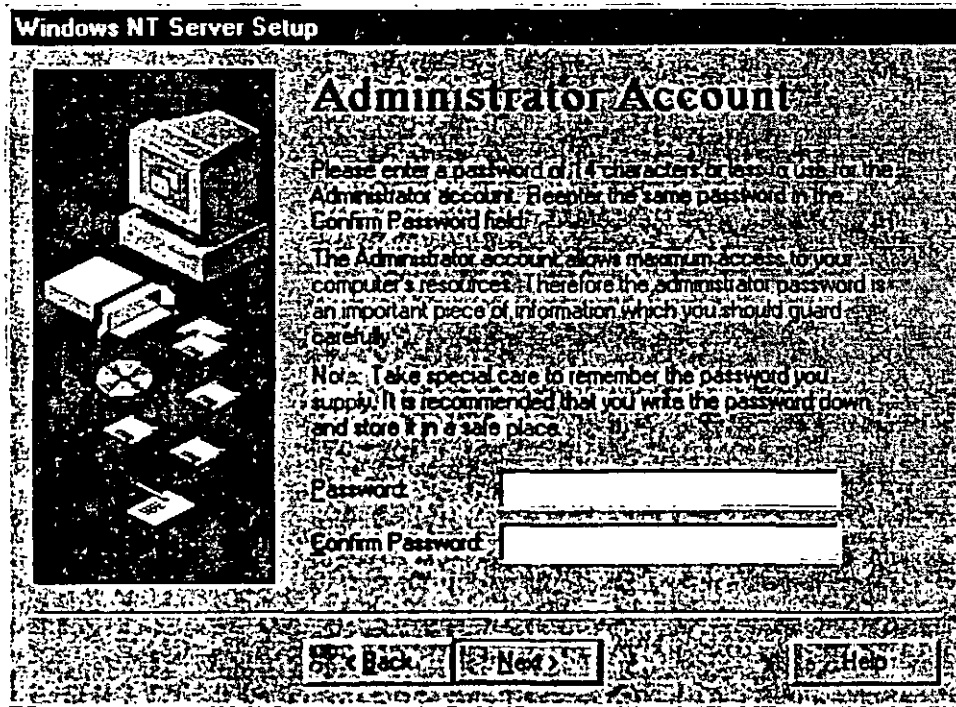 Windows NT Server Setup
Administrator Account
Please enter a password of 14 characters or less to use for the
Administrator account. Reenter the same password in the
Confirm Password field.
The Administrator account allows maximum access to your
computer's resources. Therefore the administrator password is
an important piece of information which you should guard
carefully.
Note: Take special care to remember the password you
supply. It is recommended that you write the password down
and store it in a safe place.
Password:
Confirm Password:
< Back
Next >
Help